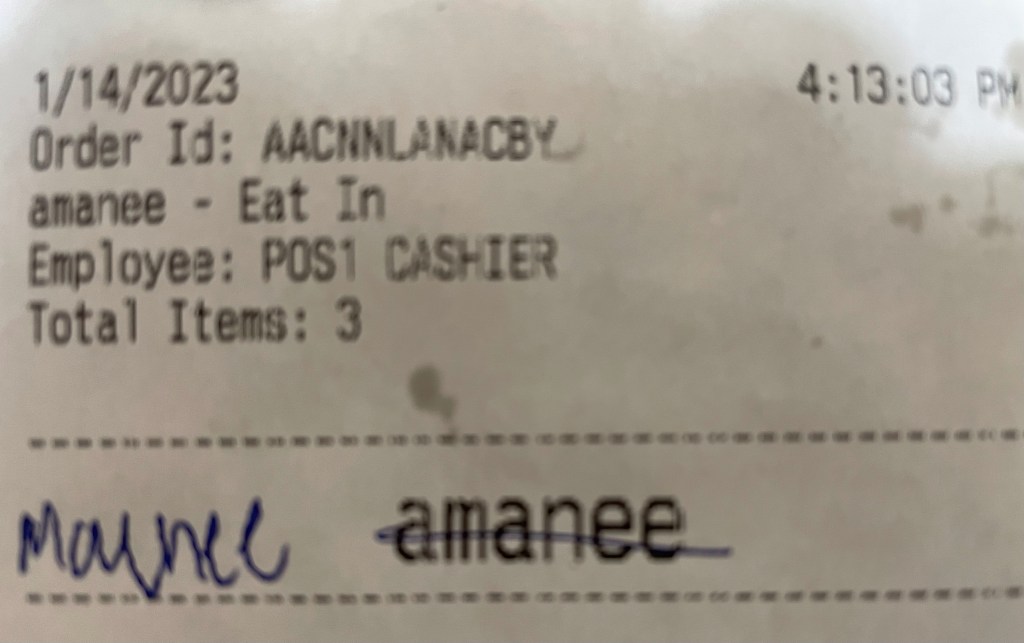 1/14/2023 4:13:03 PM
Order Id: AACNNLANACBY
amanee - Eat In
Employee: POS1 CASHIER
Total Items: 3
Maynee amanee